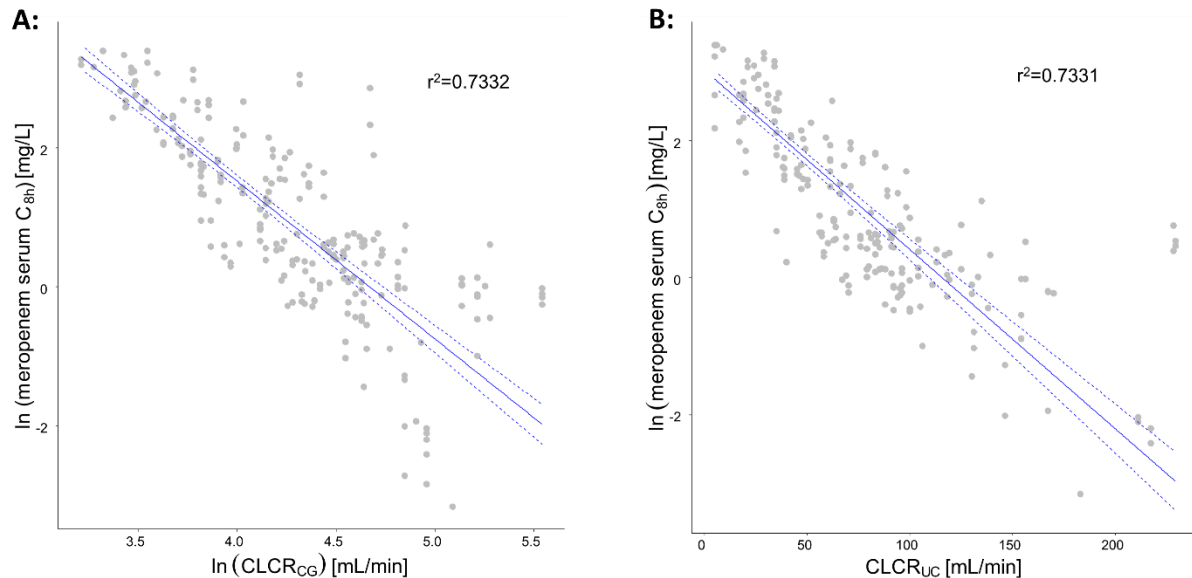 A:
r²=0.7332
ln (meropenem serum C8h) [mg/L]
2
0
-2
3.5 4.0 4.5 5.0 5.5
ln (CLCRCG) [mL/min]
B:
r²=0.7331
ln (meropenem serum C8h) [mg/L]
2
0
-2
0 50 100 150 200
CLCRUC [mL/min]